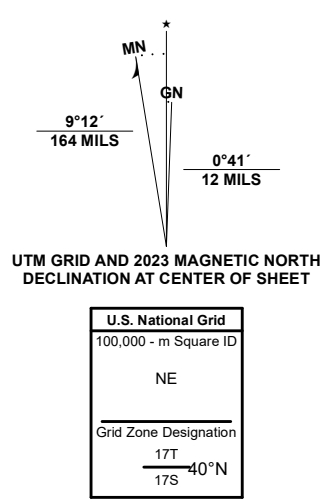 ★
MN
GN
9°12´
164 MILS
0°41´
12 MILS
UTM GRID AND 2023 MAGNETIC NORTH
DECLINATION AT CENTER OF SHEET
U.S. National Grid
100,000 - m Square ID
NE
Grid Zone Designation
17T
40°N
17S